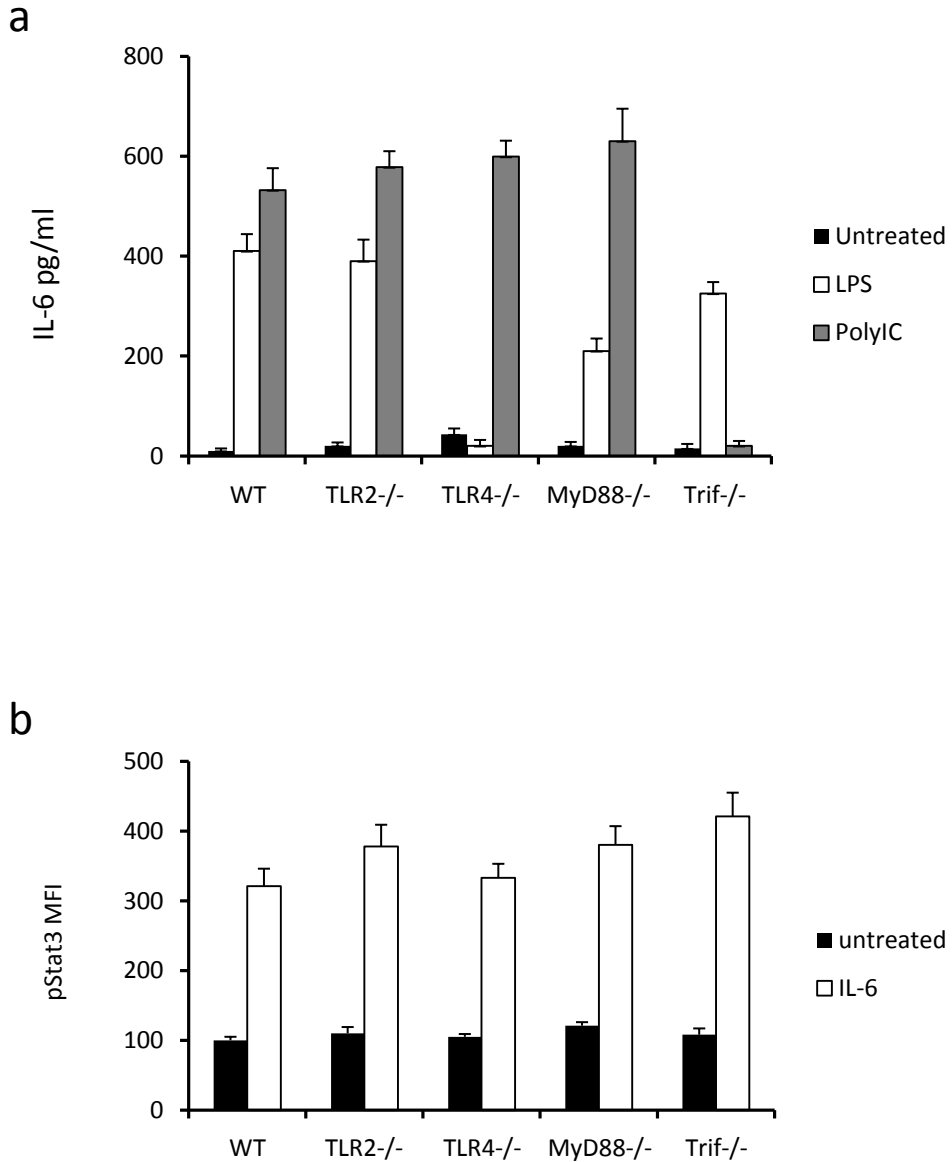 a
800
600
400
200
0
IL-6 pg/ml
WT TLR2-/- TLR4-/- MyD88-/- Trif-/-
Untreated
LPS
PolyIC
b
500
400
300
200
100
0
pStat3 MFI
WT TLR2-/- TLR4-/- MyD88-/- Trif-/-
untreated
IL-6